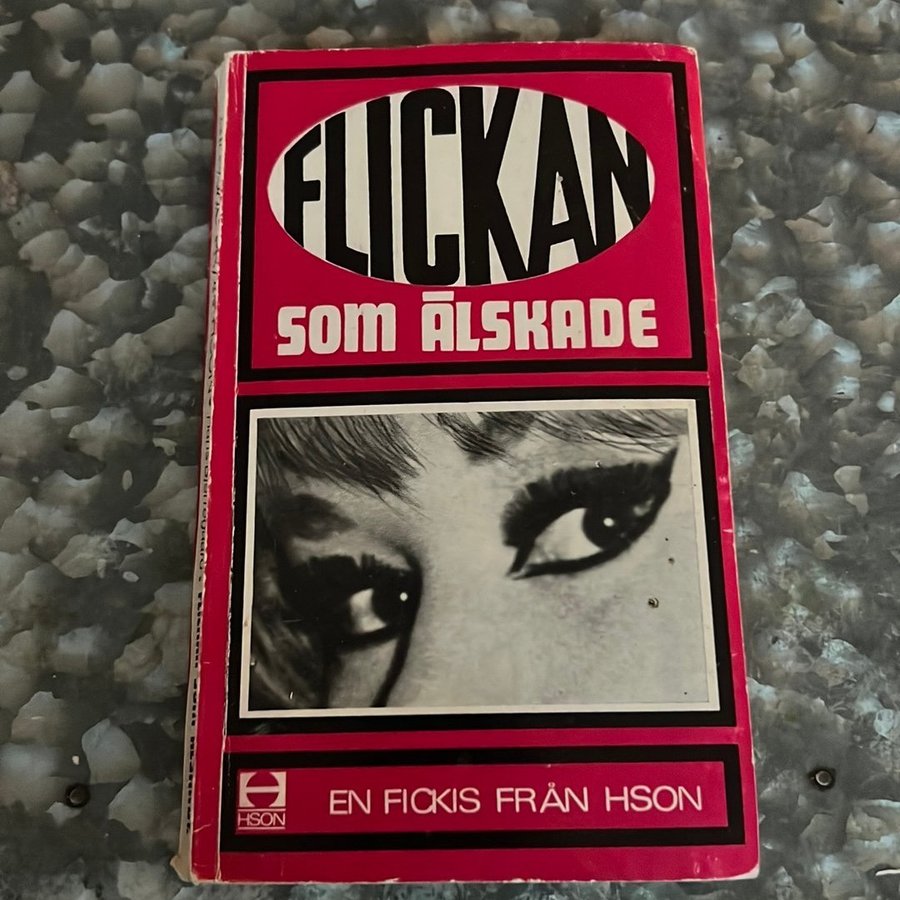 FLICKAN
SOM ÄLSKADE
HSON
EN FICKIS FRÅN HSON